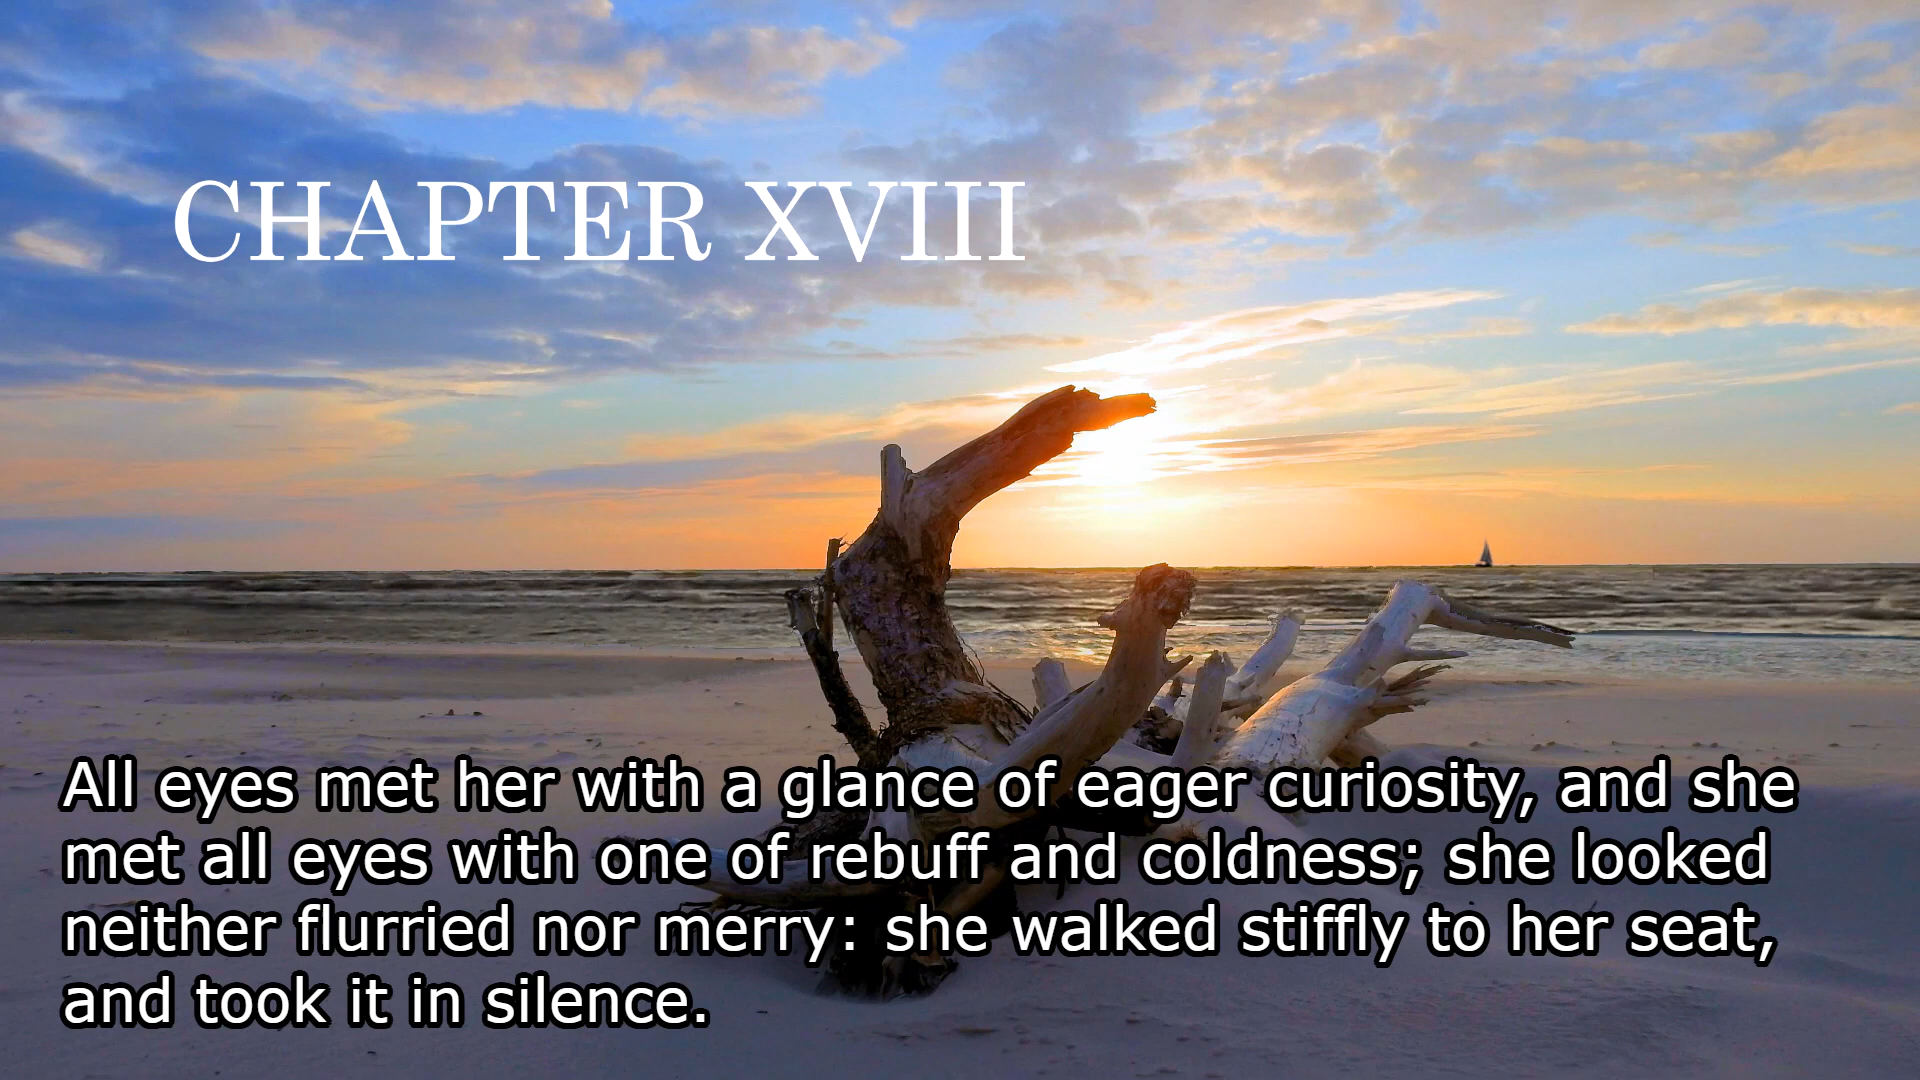 CHAPTER XVIII
All eyes met her with a glance of eager curiosity, and she
met all eyes with one of rebuff and coldness; she looked
neither flurried nor merry: she walked stiffly to her seat,
and took it in silence.